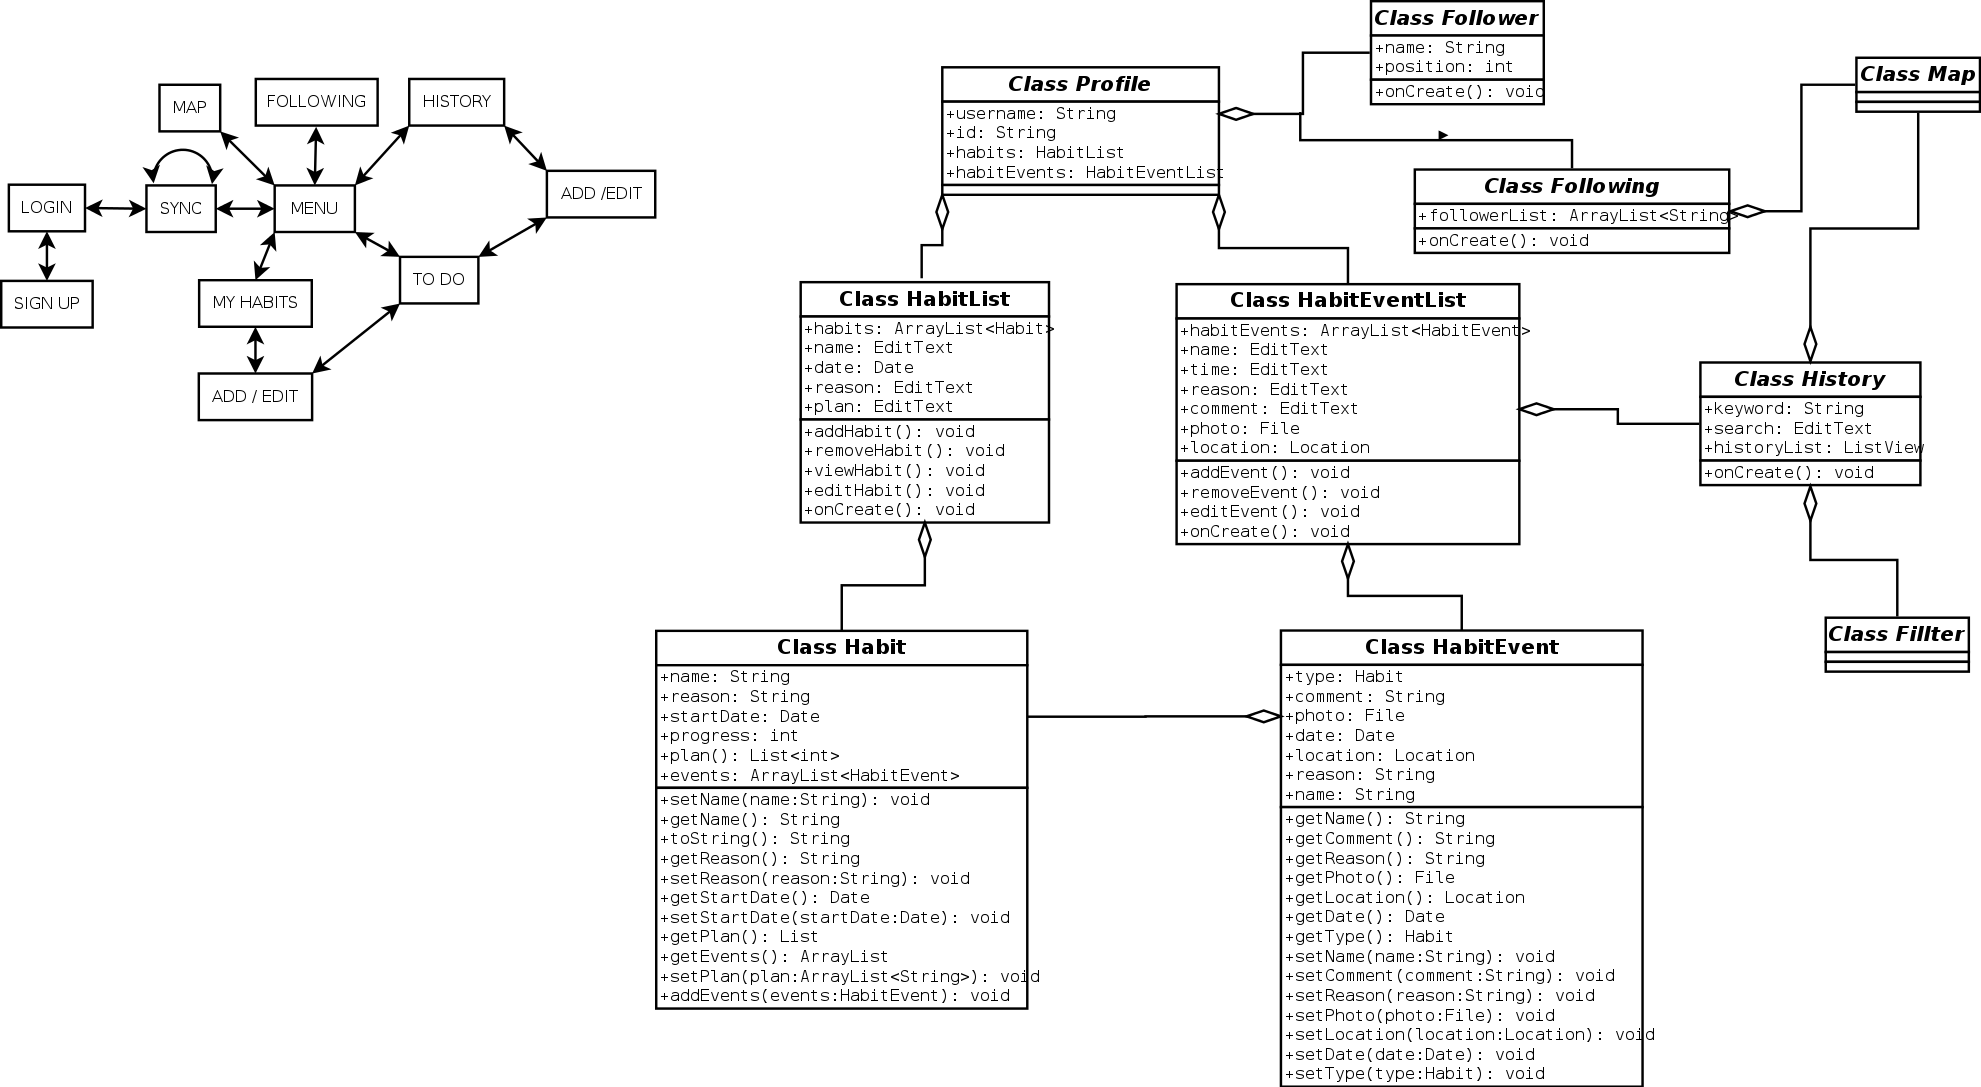 MAP
FOLLOWING
HISTORY
ADD /EDIT
LOGIN
SYNC
MENU
TO DO
SIGN UP
MY HABITS
ADD / EDIT
Class Profile
+username: String
+id: String
+habits: HabitList
+habitEvents: HabitEventList
Class Follower
+name: String
+position: int
+onCreate(): void
Class Map
Class Following
+followerList: ArrayList<String>
+onCreate(): void
Class HabitList
+habits: ArrayList<Habit>
+name: EditText
+date: Date
+reason: EditText
+plan: EditText
+addHabit(): void
+removeHabit(): void
+viewHabit(): void
+editHabit(): void
+onCreate(): void
Class HabitEventList
+habitEvents: ArrayList<HabitEvent>
+name: EditText
+time: EditText
+reason: EditText
+comment: EditText
+photo: File
+location: Location
+addEvent(): void
+removeEvent(): void
+editEvent(): void
+onCreate(): void
Class History
+keyword: String
+search: EditText
+historyList: ListView
+onCreate(): void
Class Fillter
Class Habit
+name: String
+reason: String
+startDate: Date
+progress: int
+plan(): List<int>
+events: ArrayList<HabitEvent>
+setName(name:String): void
+getName(): String
+toString(): String
+getReason(): String
+setReason(reason:String): void
+getStartDate(): Date
+setStartDate(startDate:Date): void
+getPlan(): List
+getEvents(): ArrayList
+setPlan(plan:ArrayList<String>): void
+addEvents(events:HabitEvent): void
Class HabitEvent
+type: Habit
+comment: String
+photo: File
+date: Date
+location: Location
+reason: String
+name: String
+getName(): String
+getComment(): String
+getReason(): String
+getPhoto(): File
+getLocation(): Location
+getDate(): Date
+getType(): Habit
+setName(name:String): void
+setComment(comment:String): void
+setReason(reason:String): void
+setPhoto(photo:File): void
+setLocation(location:Location): void
+setDate(date:Date): void
+setType(type:Habit): void